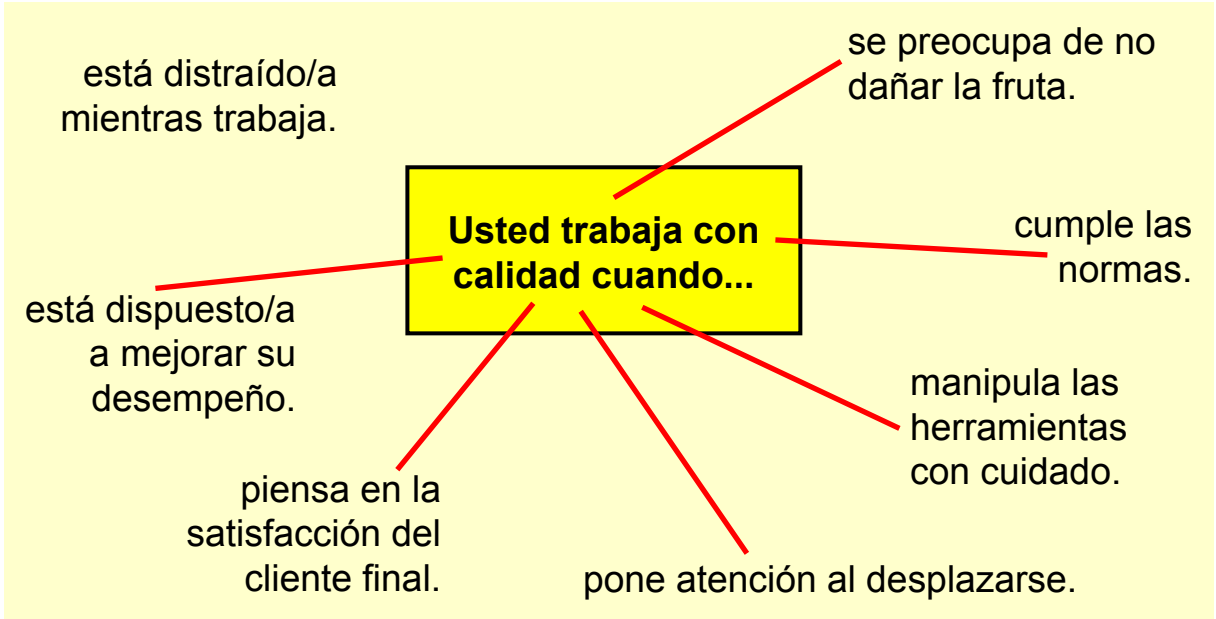 está distraído/a
mientras trabaja.
se preocupa de no
dañar la fruta.
Usted trabaja con
calidad cuando...
cumple las
normas.
está dispuesto/a
a mejorar su
desempeño.
manipula las
herramientas
con cuidado.
piensa en la
satisfacción del
cliente final.
pone atención al desplazarse.